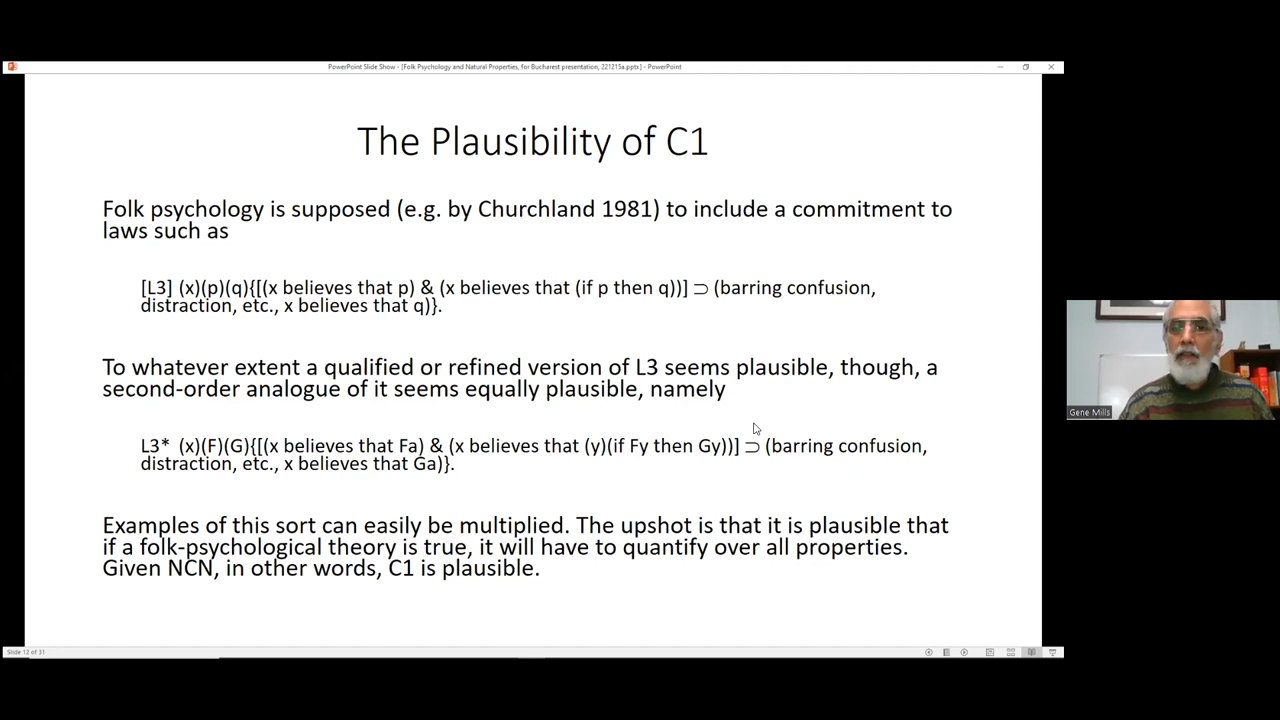 PowerPoint Slide Show - [Folk Psychology and Natural Properties, for Bucharest presentation, 221215a.pptx] - PowerPoint
The Plausibility of C1
Folk psychology is supposed (e.g. by Churchland 1981) to include a commitment to
laws such as
[L3] (x)(p)(q){[(x believes that p) & (x believes that (if p then q))] ⊃ (barring confusion,
distraction, etc., x believes that q)}.
To whatever extent a qualified or refined version of L3 seems plausible, though, a
second-order analogue of it seems equally plausible, namely
L3* (x)(F)(G){[(x believes that Fa) & (x believes that (y)(if Fy then Gy))] ⊃ (barring confusion,
distraction, etc., x believes that Ga)}.
Examples of this sort can easily be multiplied. The upshot is that it is plausible that
if a folk-psychological theory is true, it will have to quantify over all properties.
Given NCN, in other words, C1 is plausible.
Slide 12 of 31
Gene Mills